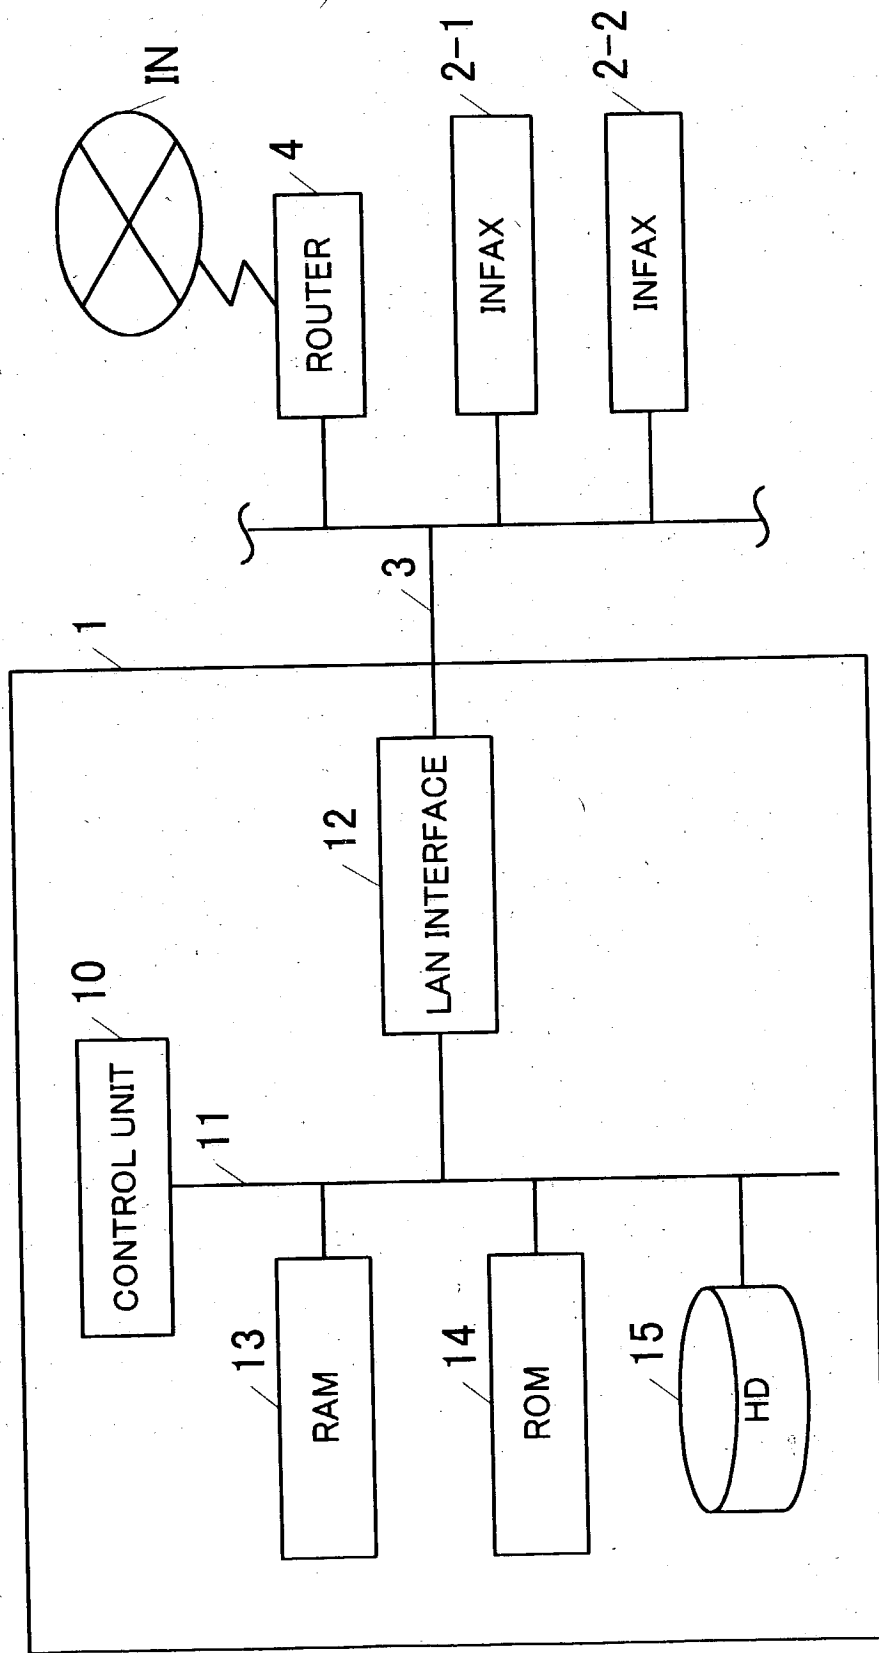 1
CONTROL UNIT
10
11
RAM
13
ROM
14
HD
15
LAN INTERFACE
12
3
IN
ROUTER
4
INFAX
2-1
INFAX
2-2